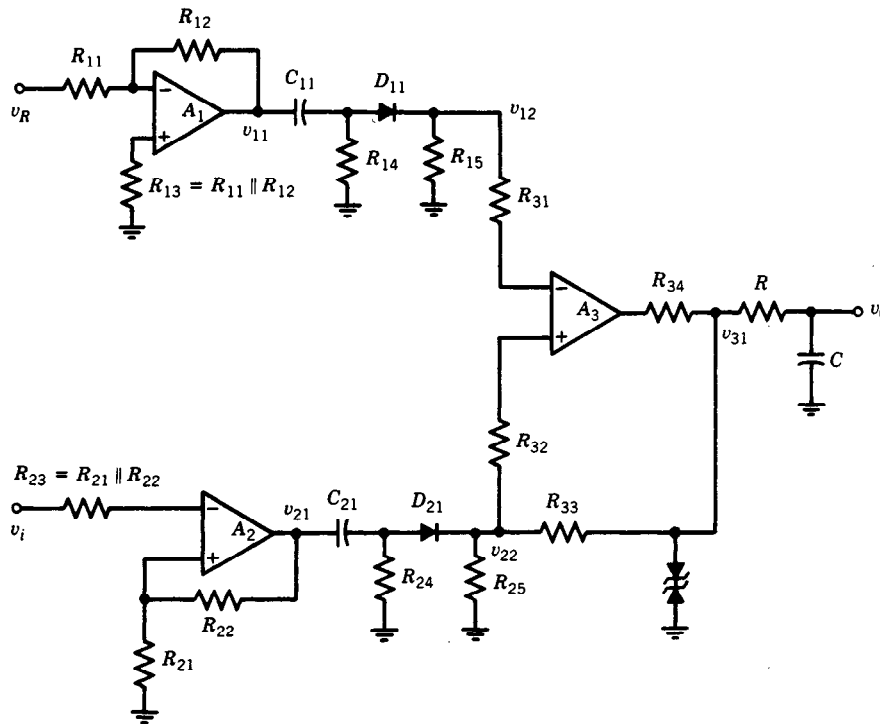 R12
R11
C11
D11
−
A1
vR
v11
v12
+
R14
R15
R13 = R11 ∥ R12
R31
R34
R
−
A3
v31
+
C
R32
R23 = R21 ∥ R22
v21
C21
D21
R33
−
vi
A2
v22
+
R24
R25
R22
R21